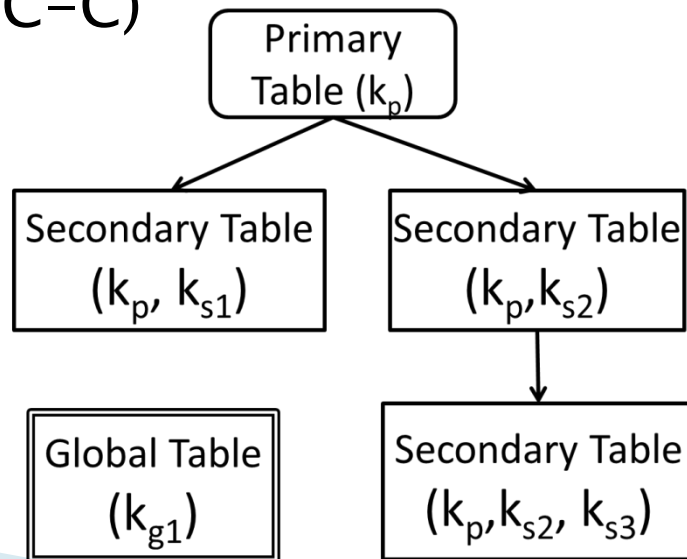 C-C)
Primary
Table (kp)
Secondary Table
(kp, ks1)
Secondary Table
(kp,ks2)
Global Table
(kg1)
Secondary Table
(kp,ks2, ks3)